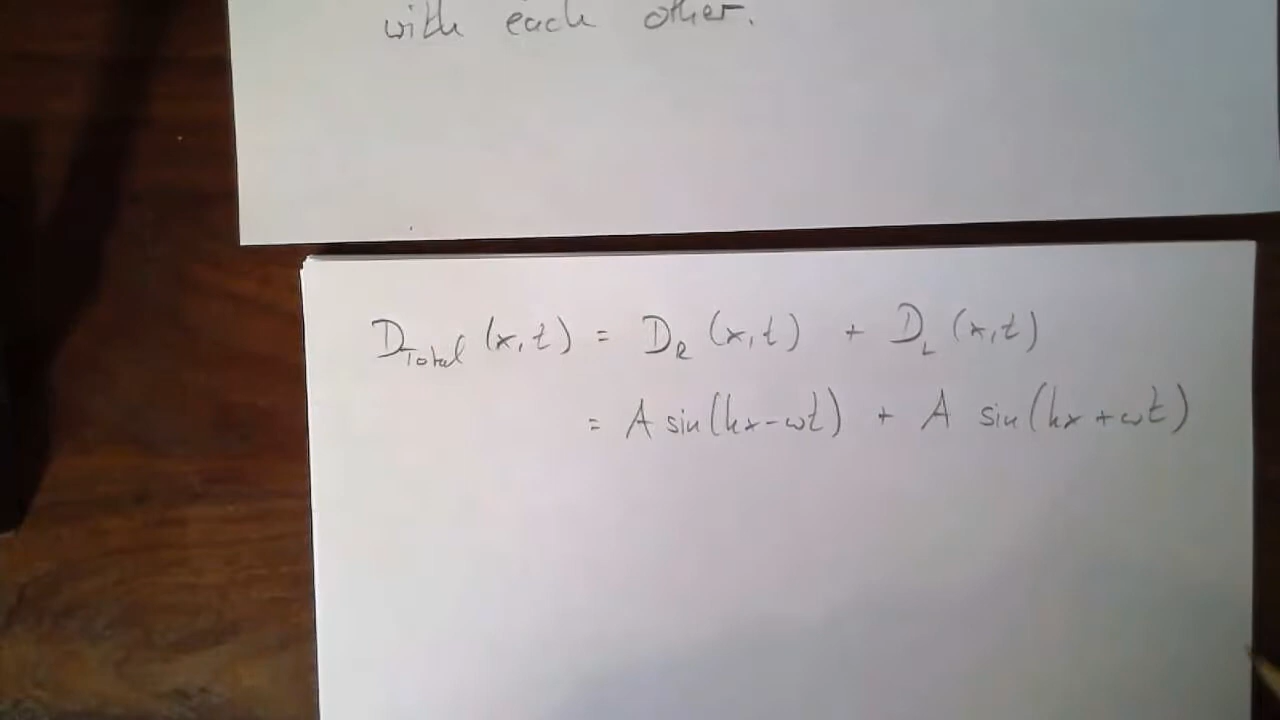 with each other.
D_Total (x,t) = D_R (x,t) + D_L (x,t)
= A sin(kx-ωt) + A sin(kx+ωt)